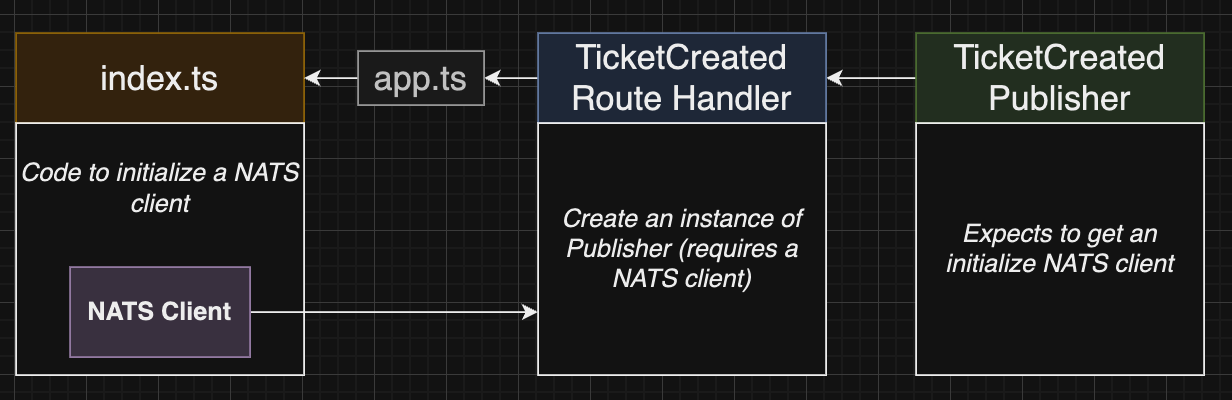 index.ts
app.ts
TicketCreated
Route Handler
TicketCreated
Publisher
Code to initialize a NATS
client
NATS Client
Create an instance of
Publisher (requires a
NATS client)
Expects to get an
initialize NATS client